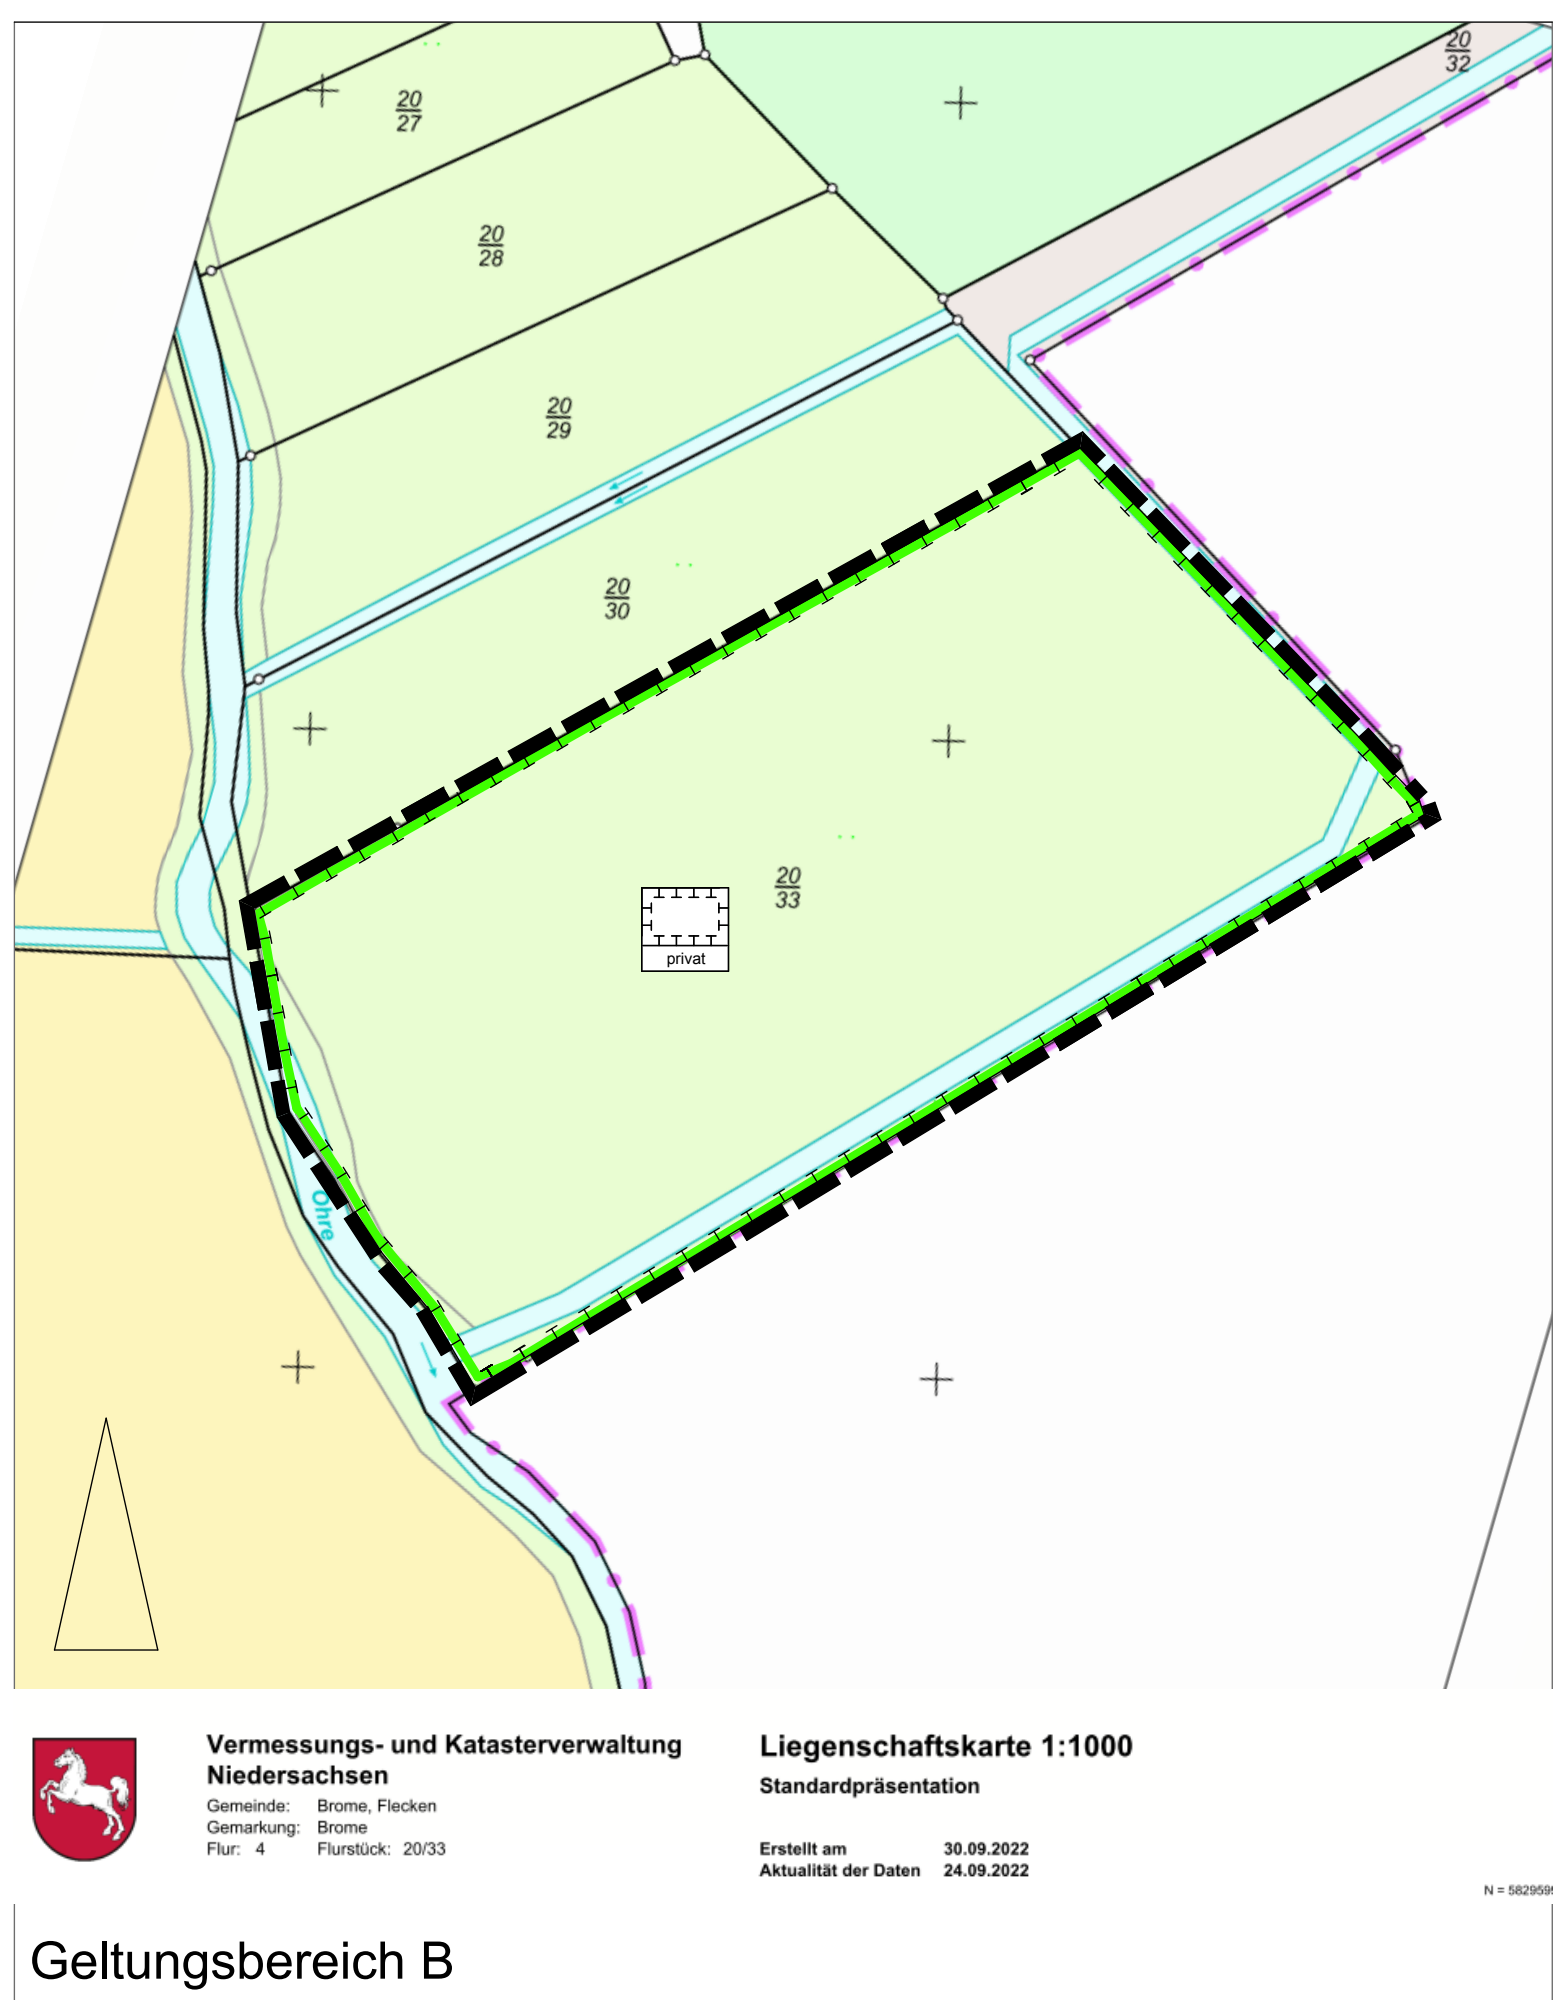 20
32
20
27
20
28
20
29
20
30
20
33
privat
Ohre
Vermessungs- und Katasterverwaltung
Niedersachsen
Gemeinde: Brome, Flecken
Gemarkung: Brome
Flur: 4 Flurstück: 20/33
Liegenschaftskarte 1:1000
Standardpräsentation
Erstellt am 30.09.2022
Aktualität der Daten 24.09.2022
N = 582959
Geltungsbereich B